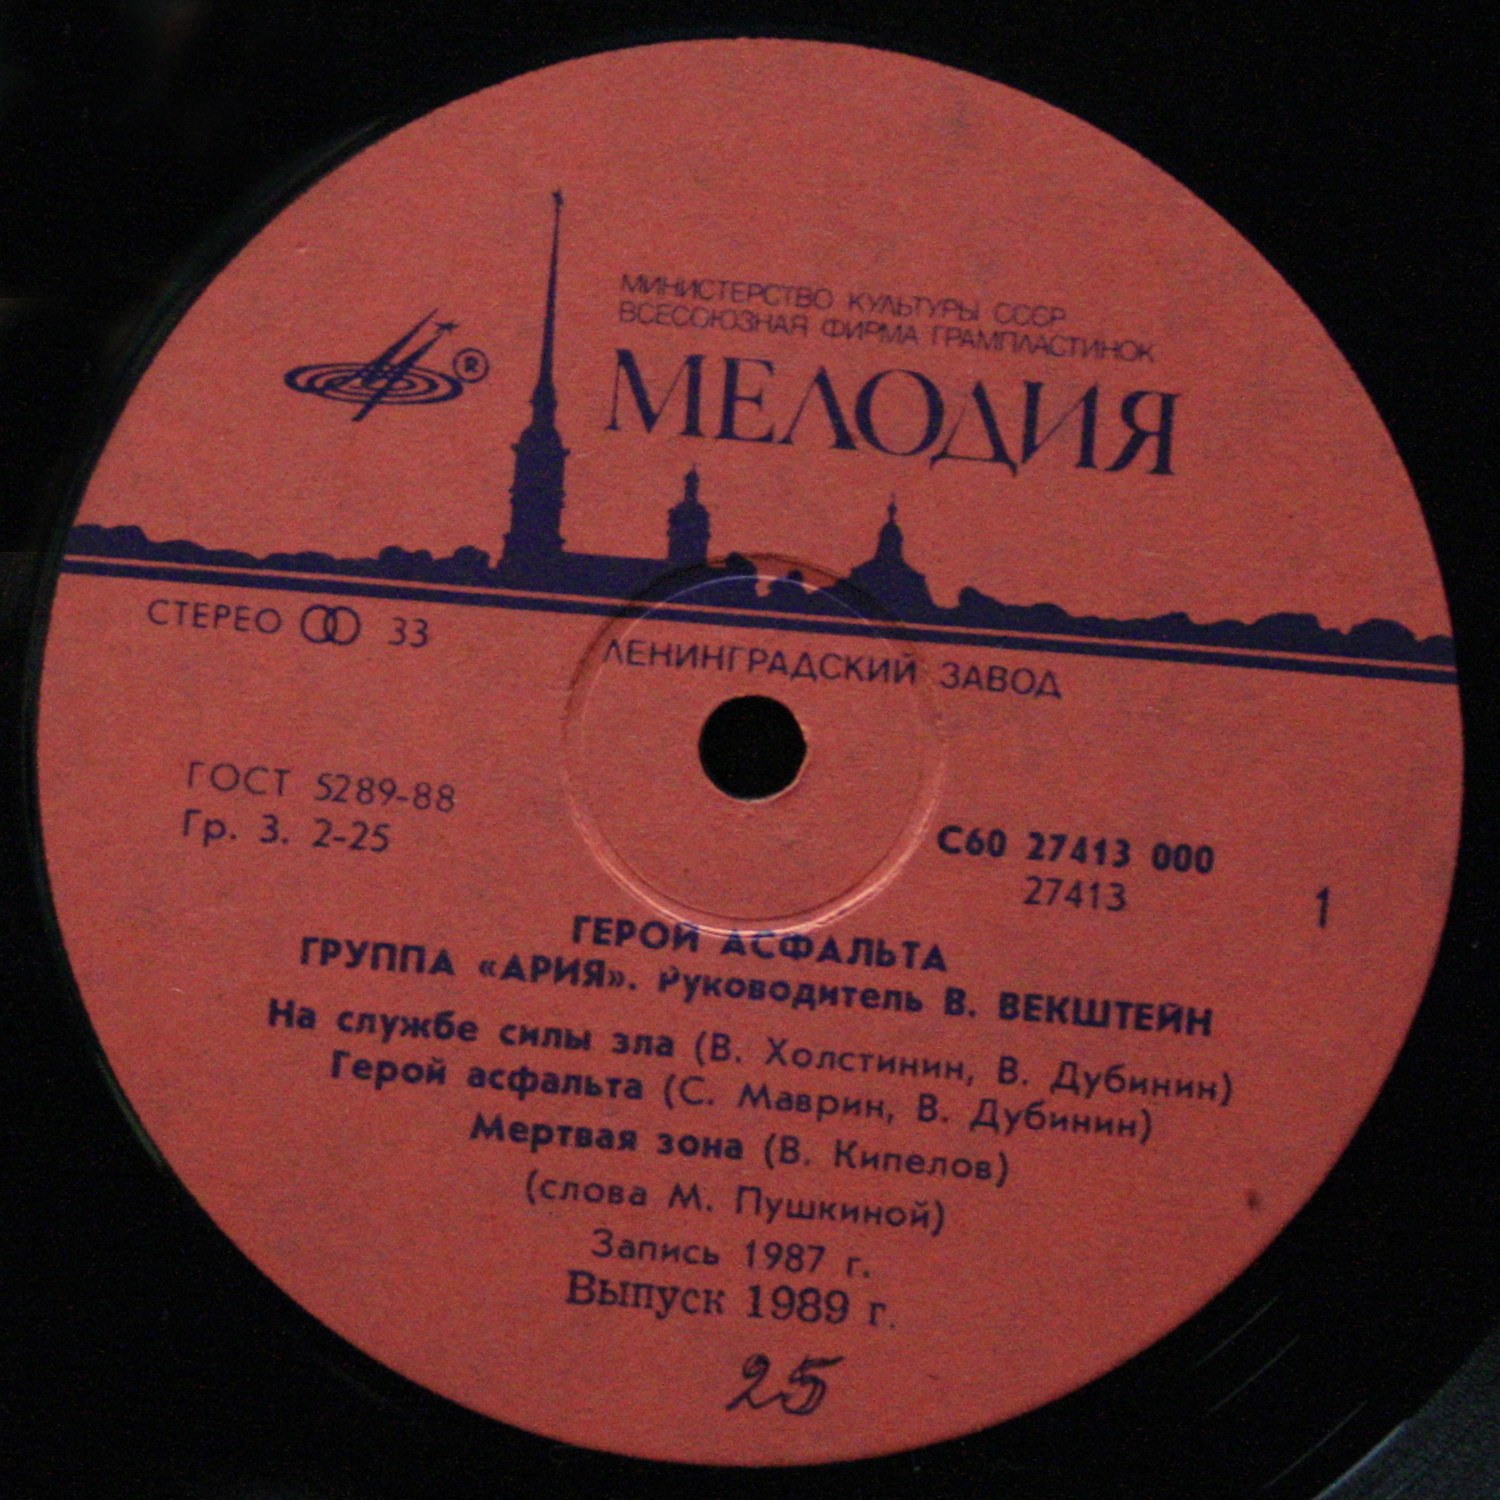 МИНИСТЕРСТВО КУЛЬТУРЫ СССР
ВСЕСОЮЗНАЯ ФИРМА ГРАМПЛАСТИНОК
МЕЛОДИЯ
®
СТЕРЕО 33
ЛЕНИНГРАДСКИЙ ЗАВОД
ГОСТ 5289-88
Гр. 3. 2-25
С60 27413 000
27413
1
ГЕРОЙ АСФАЛЬТА
ГРУППА «АРИЯ». Руководитель В. ВЕКШТЕЙН
На службе силы зла (В. Холстинин, В. Дубинин)
Герой асфальта (С. Маврин, В. Дубинин)
Мертвая зона (В. Кипелов)
(слова М. Пушкиной)
Запись 1987 г.
Выпуск 1989 г.
25